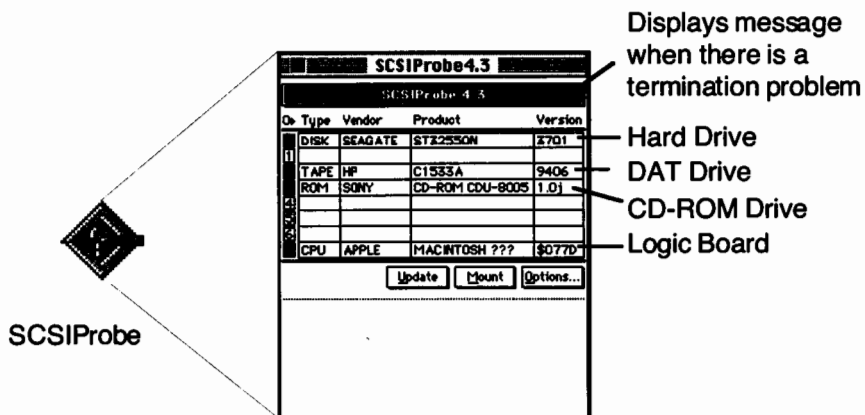 Displays message
when there is a
termination problem
SCSIProbe4.3
SCSIProbe 4.3
Type Vendor Product Version
DISK SEAGATE ST32550N
1
TAPE HP C1533A 9406
ROM SONY CD-ROM CDU-8005 1.0j
CPU APPLE MACINTOSH ??? $077D
Update Mount Options...
Hard Drive
DAT Drive
CD-ROM Drive
Logic Board
SCSIProbe